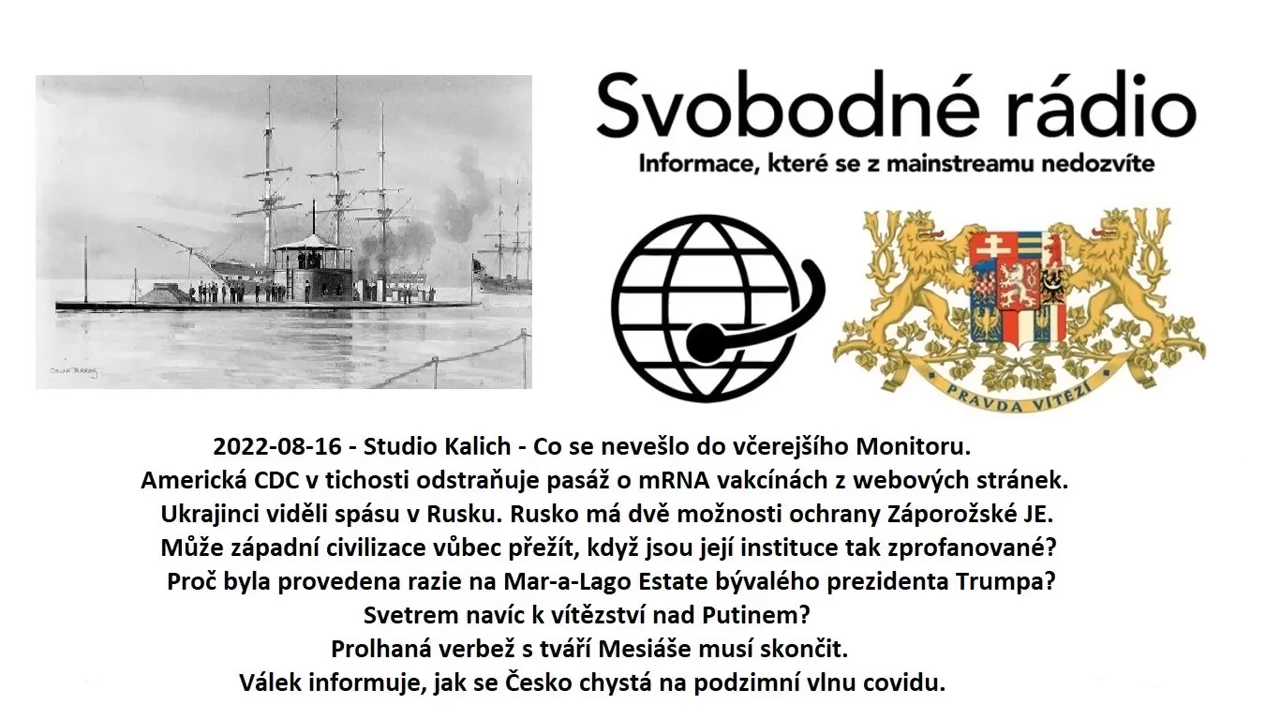 Svobodné rádio
Informace, které se z mainstreamu nedozvíte
PRAVDA VÍTĚZÍ
2022-08-16 - Studio Kalich - Co se nevešlo do včerejšího Monitoru.
Americká CDC v tichosti odstraňuje pasáž o mRNA vakcínách z webových stránek.
Ukrajinci viděli spásu v Rusku. Rusko má dvě možnosti ochrany Záporožské JE.
Může západní civilizace vůbec přežít, když jsou její instituce tak zprofanované?
Proč byla provedena razie na Mar-a-Lago Estate bývalého prezidenta Trumpa?
Svetrem navíc k vítězství nad Putinem?
Prolhaná verbež s tváří Mesiáše musí skončit.
Válek informuje, jak se Česko chystá na podzimní vlnu covidu.